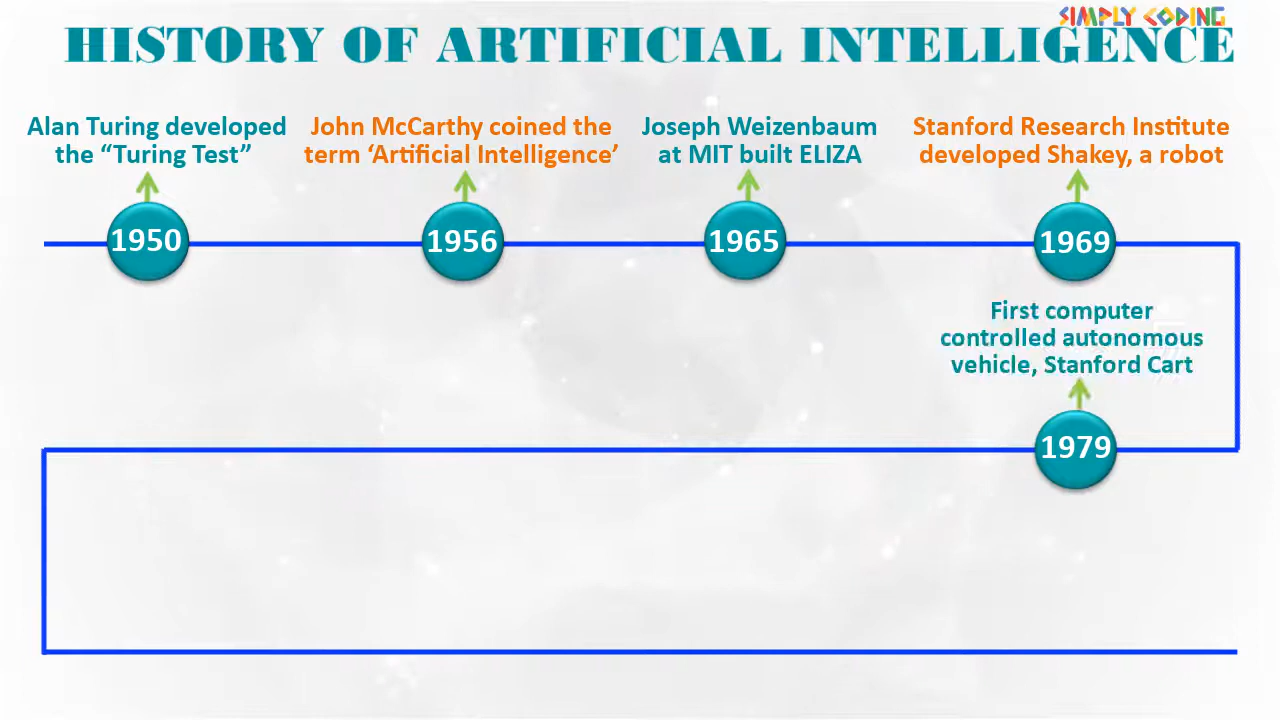 SIMPLY CODING
HISTORY OF ARTIFICIAL INTELLIGENCE
Alan Turing developed
the “Turing Test”
John McCarthy coined the
term ‘Artificial Intelligence’
Joseph Weizenbaum
at MIT built ELIZA
Stanford Research Institute
developed Shakey, a robot
1950
1956
1965
1969
First computer
controlled autonomous
vehicle, Stanford Cart
1979